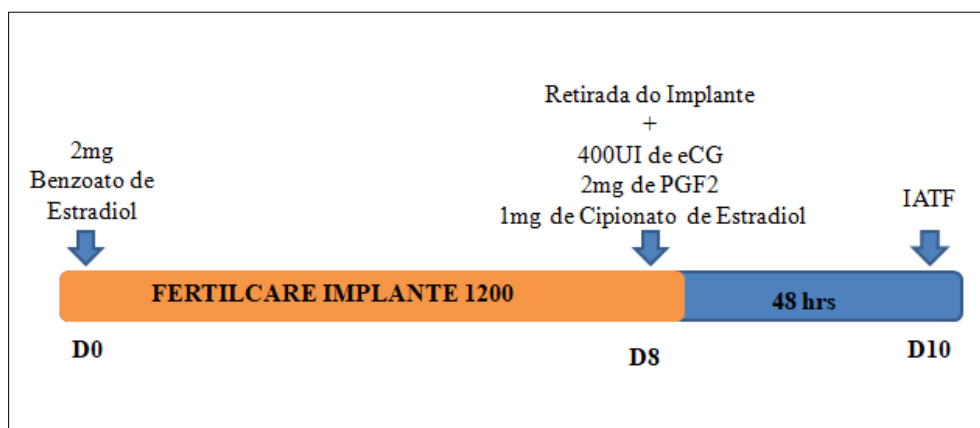 2mg
Benzoato de
Estradiol
Retirada do Implante
+
400UI de eCG
2mg de PGF2
1mg de Cipionato de Estradiol
IATF
FERTILCARE IMPLANTE 1200
48 hrs
D0
D8
D10